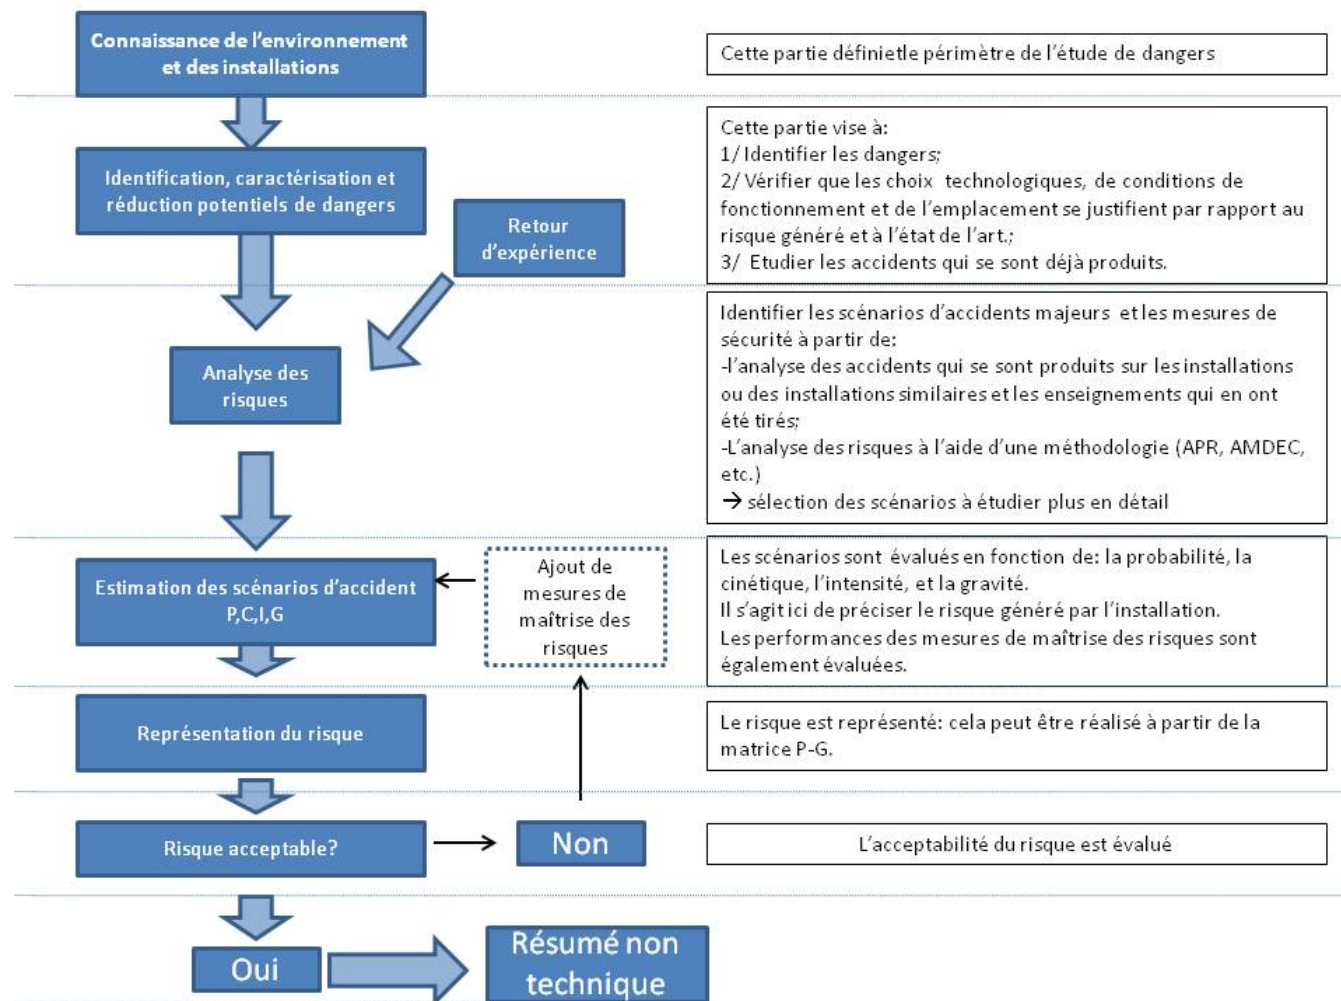 Connaissance de l'environnement
et des installations
Cette partie définietle périmètre de l'étude de dangers
Identification, caractérisation et
réduction potentiels de dangers
Retour
d'expérience
Cette partie vise à:
1/ Identifier les dangers;
2/ Vérifier que les choix technologiques, de conditions de
fonctionnement et de l'emplacement se justifient par rapport au
risque généré et à l'état de l'art.;
3/ Etudier les accidents qui se sont déjà produits.
Analyse des
risques
Identifier les scénarios d'accidents majeurs et les mesures de
sécurité à partir de:
-l'analyse des accidents qui se sont produits sur les installations
ou des installations similaires et les enseignements qui en ont
été tirés;
-L'analyse des risques à l'aide d'une méthodologie (APR, AMDEC,
etc.)
→ sélection des scénarios à étudier plus en détail
Estimation des scénarios d'accident
P,C,I,G
Ajout de
mesures de
maîtrise des
risques
Les scénarios sont évalués en fonction de: la probabilité, la
cinétique, l'intensité, et la gravité.
Il s'agit ici de préciser le risque généré par l'installation.
Les performances des mesures de maîtrise des risques sont
également évaluées.
Représentation du risque
Le risque est représenté: cela peut être réalisé à partir de la
matrice P-G.
Risque acceptable?
Non
L'acceptabilité du risque est évalué
Oui
Résumé non
technique